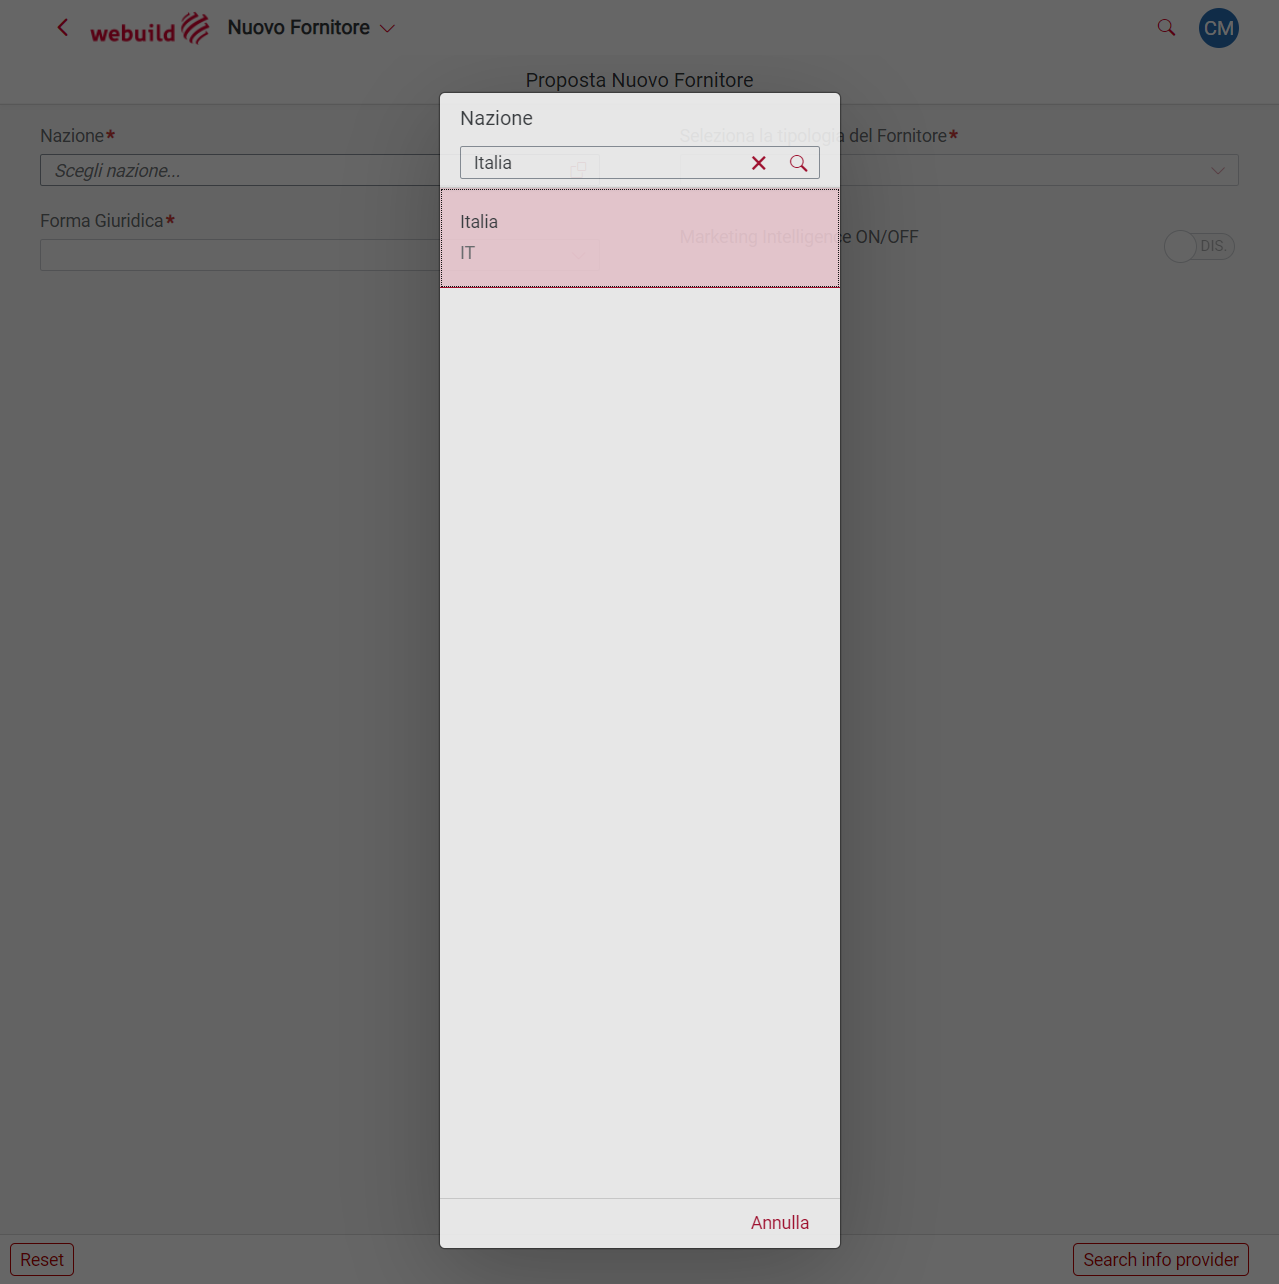 webuild
Nuovo Fornitore
CM
Proposta Nuovo Fornitore
Nazione*
Scegli nazione...
Seleziona la tipologia del Fornitore*
Forma Giuridica*
Marketing Intelligence ON/OFF
DIS.
Nazione
Italia
Italia
IT
Annulla
Reset
Search info provider